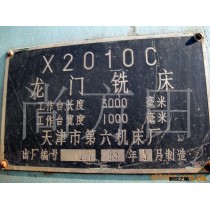 X2010C
龙门铣床
工作台长度 3000 毫米
工作台宽度 1000 毫米
天津市第六机床厂
出厂编号 年 月制造